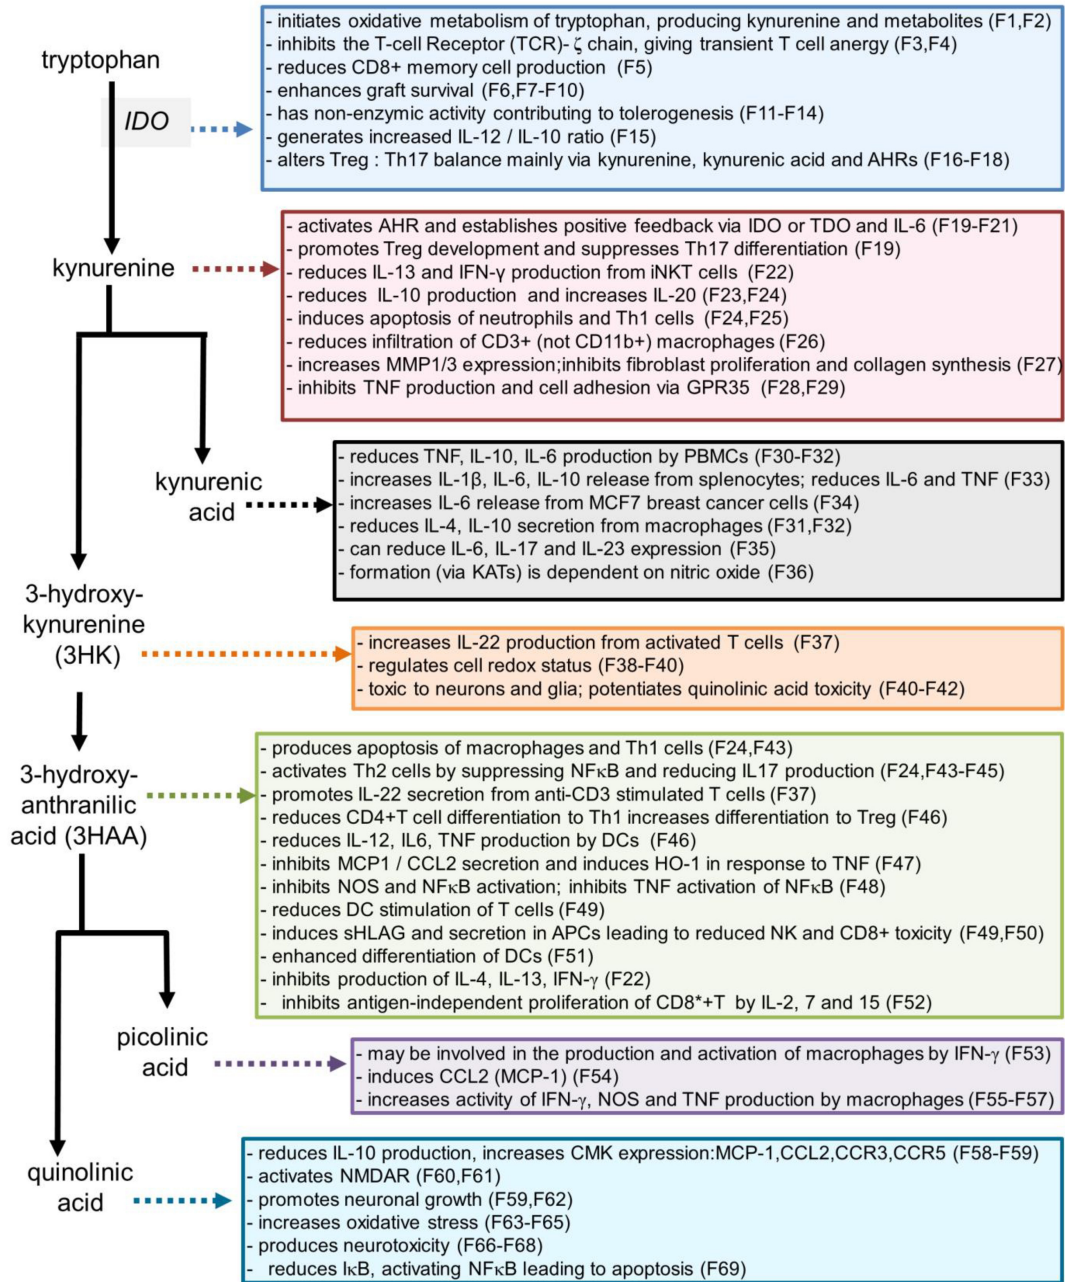 tryptophan
IDO
- initiates oxidative metabolism of tryptophan, producing kynurenine and metabolites (F1,F2)
- inhibits the T-cell Receptor (TCR)- ζ chain, giving transient T cell anergy (F3,F4)
- reduces CD8+ memory cell production (F5)
- enhances graft survival (F6,F7-F10)
- has non-enzymic activity contributing to tolerogenesis (F11-F14)
- generates increased IL-12 / IL-10 ratio (F15)
- alters Treg : Th17 balance mainly via kynurenine, kynurenic acid and AHRs (F16-F18)
kynurenine
- activates AHR and establishes positive feedback via IDO or TDO and IL-6 (F19-F21)
- promotes Treg development and suppresses Th17 differentiation (F19)
- reduces IL-13 and IFN-γ production from iNKT cells (F22)
- reduces IL-10 production and increases IL-20 (F23,F24)
- induces apoptosis of neutrophils and Th1 cells (F24,F25)
- reduces infiltration of CD3+ (not CD11b+) macrophages (F26)
- increases MMP1/3 expression;inhibits fibroblast proliferation and collagen synthesis (F27)
- inhibits TNF production and cell adhesion via GPR35 (F28,F29)
kynurenic
acid
- reduces TNF, IL-10, IL-6 production by PBMCs (F30-F32)
- increases IL-1β, IL-6, IL-10 release from splenocytes; reduces IL-6 and TNF (F33)
- increases IL-6 release from MCF7 breast cancer cells (F34)
- reduces IL-4, IL-10 secretion from macrophages (F31,F32)
- can reduce IL-6, IL-17 and IL-23 expression (F35)
- formation (via KATs) is dependent on nitric oxide (F36)
3-hydroxy-
kynurenine
(3HK)
- increases IL-22 production from activated T cells (F37)
- regulates cell redox status (F38-F40)
- toxic to neurons and glia; potentiates quinolinic acid toxicity (F40-F42)
3-hydroxy-
anthranilic
acid (3HAA)
- produces apoptosis of macrophages and Th1 cells (F24,F43)
- activates Th2 cells by suppressing NFκB and reducing IL17 production (F24,F43-F45)
- promotes IL-22 secretion from anti-CD3 stimulated T cells (F37)
- reduces CD4+T cell differentiation to Th1 increases differentiation to Treg (F46)
- reduces IL-12, IL6, TNF production by DCs (F46)
- inhibits MCP1 / CCL2 secretion and induces HO-1 in response to TNF (F47)
- inhibits NOS and NFκB activation; inhibits TNF activation of NFκB (F48)
- reduces DC stimulation of T cells (F49)
- induces sHLAG and secretion in APCs leading to reduced NK and CD8+ toxicity (F49,F50)
- enhanced differentiation of DCs (F51)
- inhibits production of IL-4, IL-13, IFN-γ (F22)
- inhibits antigen-independent proliferation of CD8*+T by IL-2, 7 and 15 (F52)
picolinic
acid
- may be involved in the production and activation of macrophages by IFN-γ (F53)
- induces CCL2 (MCP-1) (F54)
- increases activity of IFN-γ, NOS and TNF production by macrophages (F55-F57)
quinolinic
acid
- reduces IL-10 production, increases CMK expression:MCP-1,CCL2,CCR3,CCR5 (F58-F59)
- activates NMDAR (F60,F61)
- promotes neuronal growth (F59,F62)
- increases oxidative stress (F63-F65)
- produces neurotoxicity (F66-F68)
- reduces IκB, activating NFκB leading to apoptosis (F69)